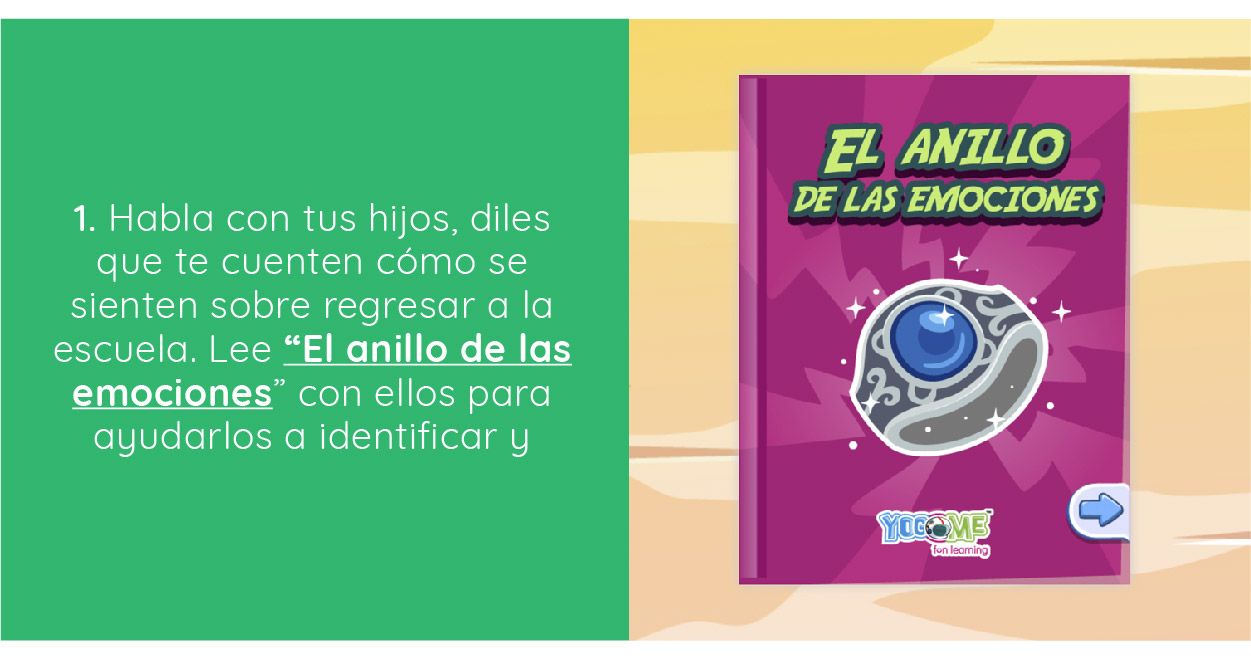 1. Habla con tus hijos, diles
que te cuenten cómo se
sienten sobre regresar a la
escuela. Lee “El anillo de las
emociones” con ellos para
ayudarlos a identificar y
EL ANILLO
DE LAS EMOCIONES
YOGOME™
fun learning